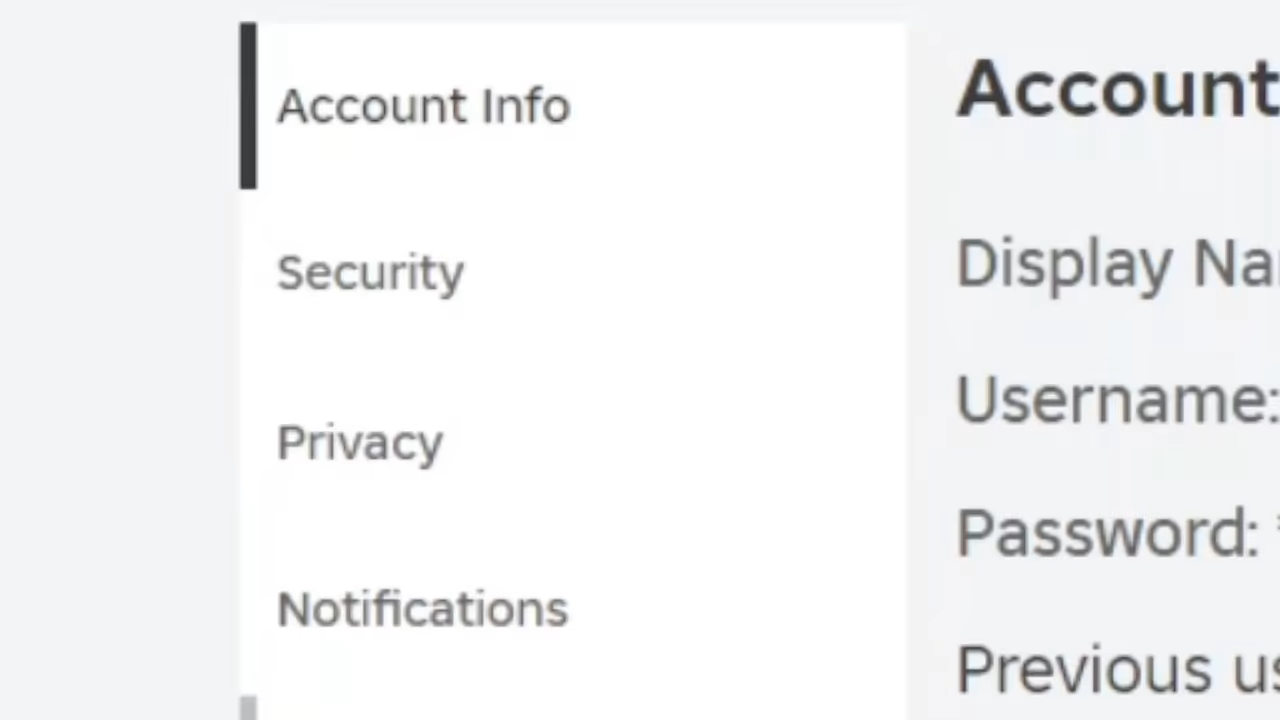 Account Info
Security
Privacy
Notifications
Account
Display
Username:
Password:
Previous